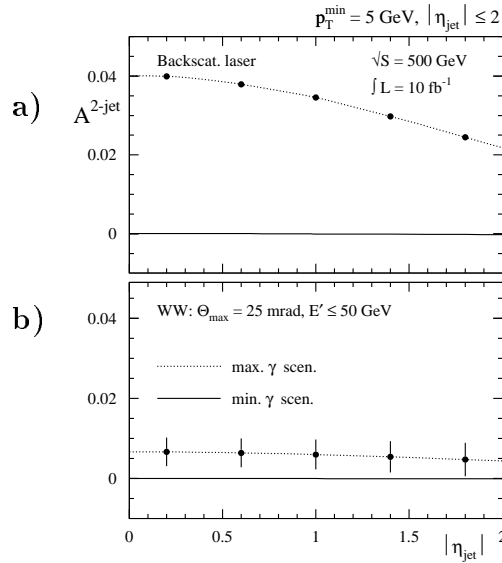 p_T^min = 5 GeV, |η_jet| ≤ 2
a)
A^2-jet
Backscat. laser
√S = 500 GeV
∫ L = 10 fb^-1
0.04
0.02
0
b)
WW: Θ_max = 25 mrad, E′ ≤ 50 GeV
max. γ scen.
min. γ scen.
0.04
0.02
0
0 0.5 1 1.5 2
|η_jet|